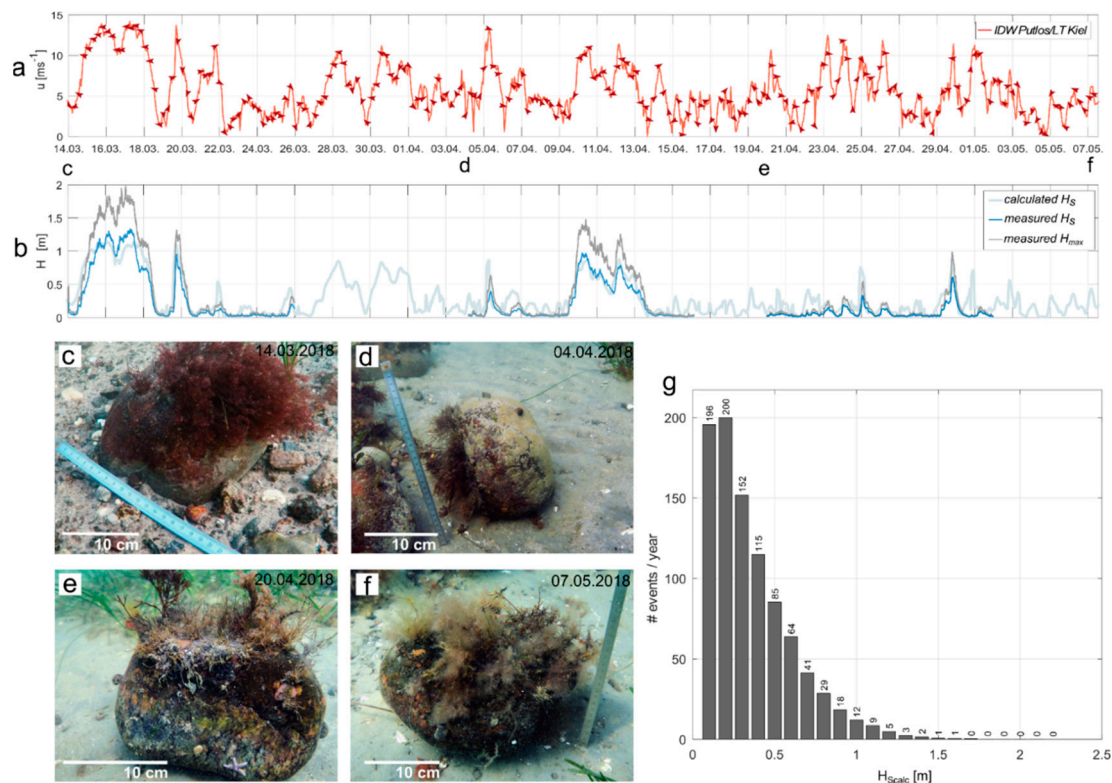 a
u [ms-1]
15
10
5
0
IDW Putlos/LT Kiel
14.03. 16.03. 18.03. 20.03. 22.03. 24.03. 26.03. 28.03. 30.03. 01.04. 03.04. 05.04. 07.04. 09.04. 11.04. 13.04. 15.04. 17.04. 19.04. 21.04. 23.04. 25.04. 27.04. 29.04. 01.05. 03.05. 05.05. 07.05.
c d e f
b
H [m]
2
1.5
1
0.5
0
calculated HS
measured HS
measured Hmax
c
14.03.2018
10 cm
d
04.04.2018
10 cm
e
20.04.2018
10 cm
f
07.05.2018
10 cm
g
# events / year
200
150
100
50
0
196 200 152 115 85 64 41 29 18 12 9 5 3 2 1 1 0 0 0 0 0 0
0 0.5 1 1.5 2 2.5
HScalc [m]